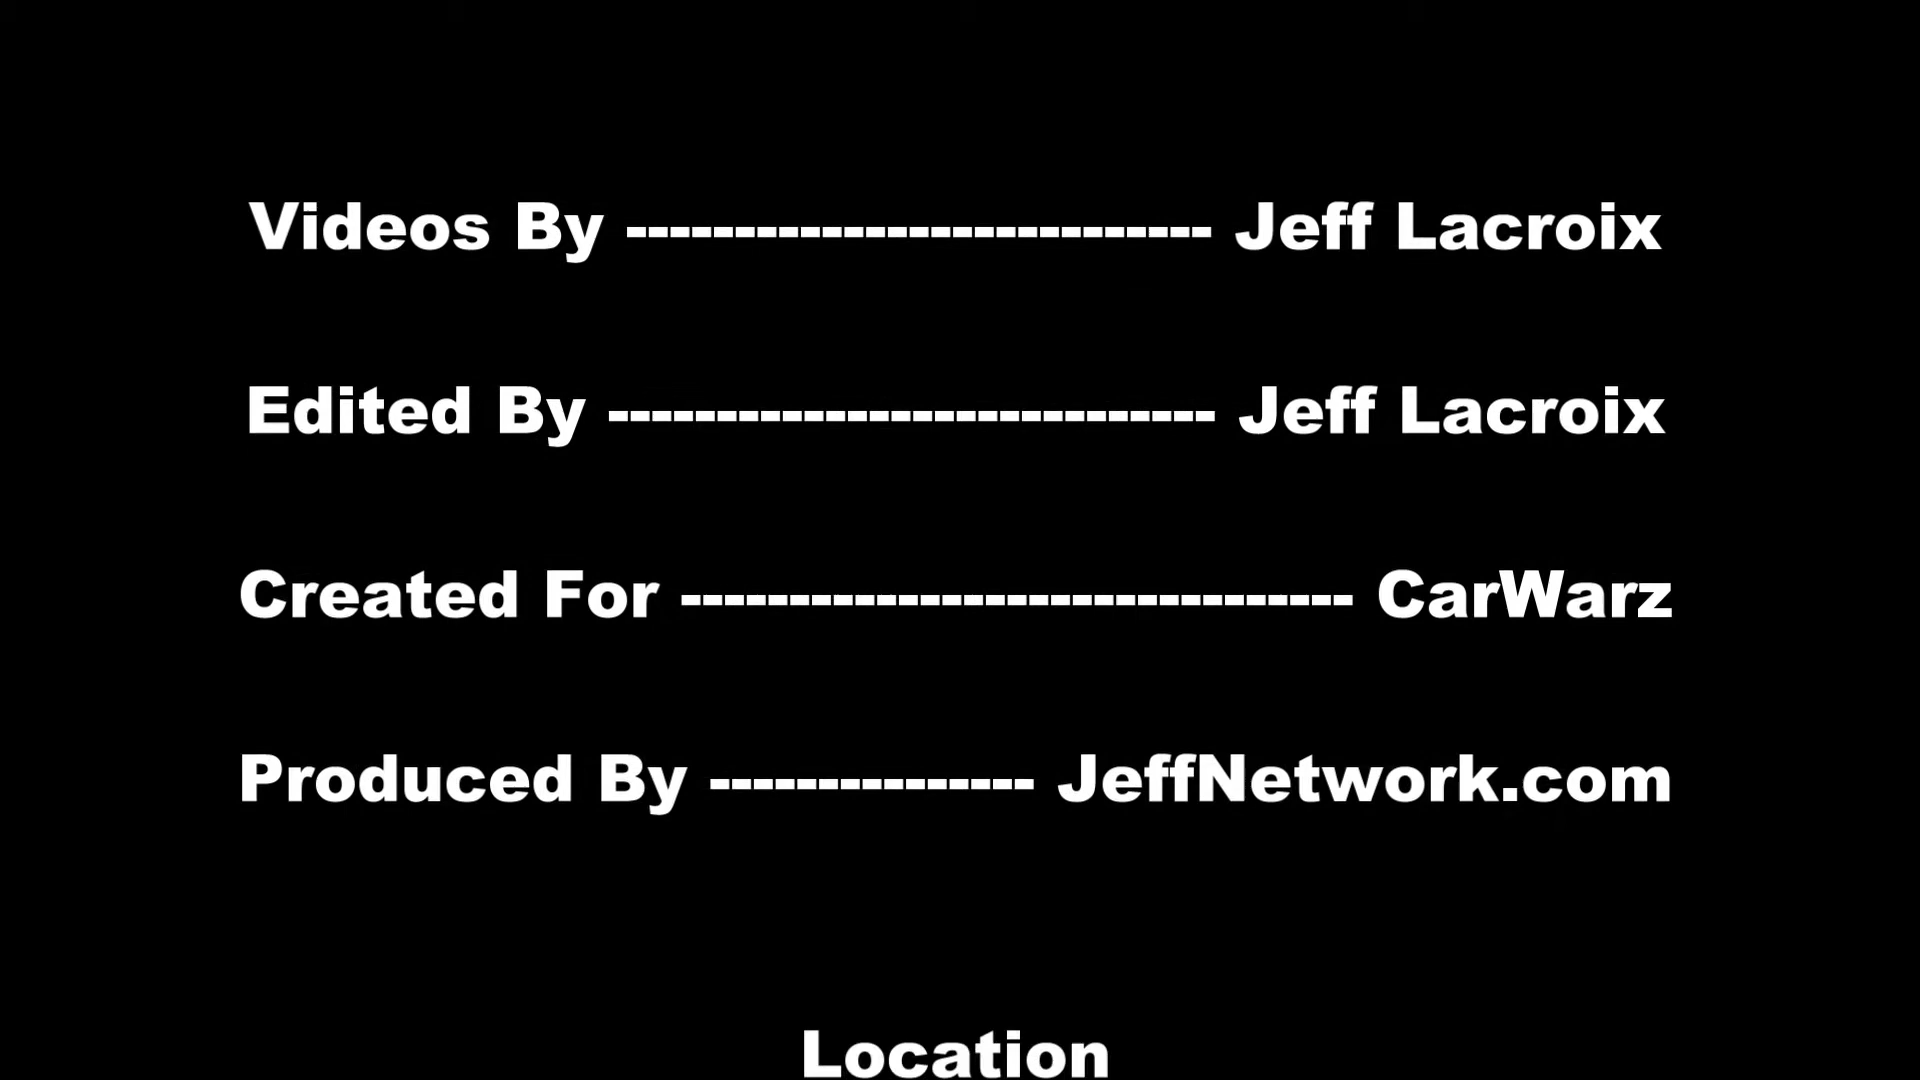 Videos By --------------------------- Jeff Lacroix
Edited By ---------------------------- Jeff Lacroix
Created For ------------------------------- CarWarz
Produced By --------------- JeffNetwork.com
Location